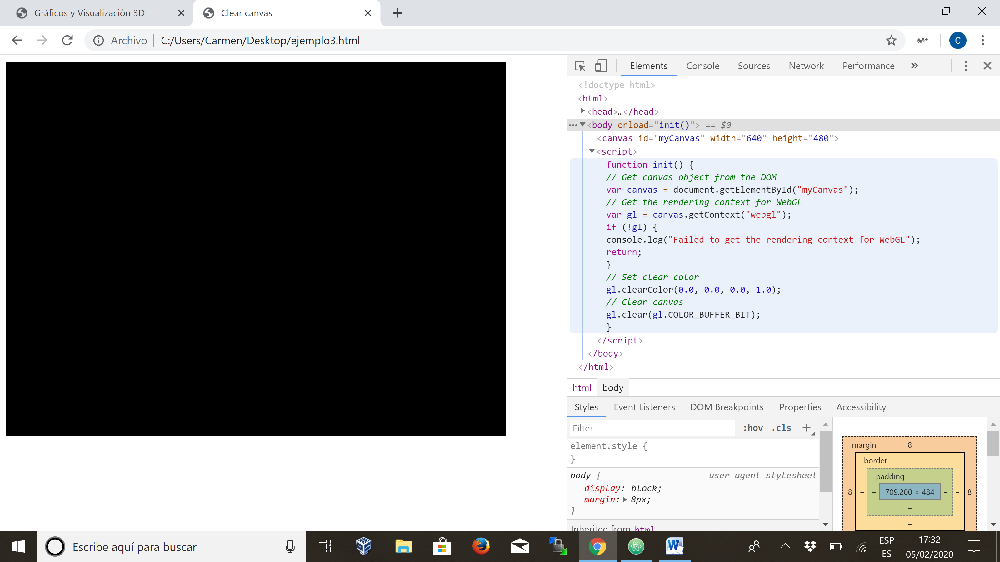 Gráficos y Visualización 3D
Clear canvas
Archivo
C:/Users/Carmen/Desktop/ejemplo3.html
C
Elements Console Sources Network Performance
<!doctype html>
<html>
<head>…</head>
<body onload="init()"> == $0
<canvas id="myCanvas" width="640" height="480">
<script>
function init() {
// Get canvas object from the DOM
var canvas = document.getElementById("myCanvas");
// Get the rendering context for WebGL
var gl = canvas.getContext("webgl");
if (!gl) {
console.log("Failed to get the rendering context for WebGL");
return;
}
// Set clear color
gl.clearColor(0.0, 0.0, 0.0, 1.0);
// Clear canvas
gl.clear(gl.COLOR_BUFFER_BIT);
}
</script>
</body>
</html>
html body
Styles Event Listeners DOM Breakpoints Properties Accessibility
Filter :hov .cls +
element.style {
}
body { user agent stylesheet
display: block;
margin: 8px;
}
Inherited from html
margin 8
border –
padding –
8 – – 709.200 × 484 – – 8
–
–
Escribe aquí para buscar
ESP
ES
17:32
05/02/2020